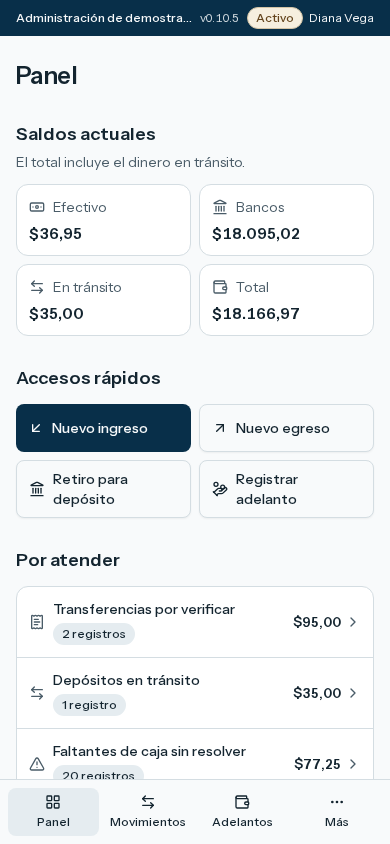 Administración de demostra... v0.10.5 Activo Diana Vega
Panel
Saldos actuales
El total incluye el dinero en tránsito.
Efectivo
$36,95
Bancos
$18.095,02
En tránsito
$35,00
Total
$18.166,97
Accesos rápidos
Nuevo ingreso
Nuevo egreso
Retiro para
depósito
Registrar
adelanto
Por atender
Transferencias por verificar
2 registros
$95,00
Depósitos en tránsito
1 registro
$35,00
Faltantes de caja sin resolver
20 registros
$77,25
Panel
Movimientos
Adelantos
Más